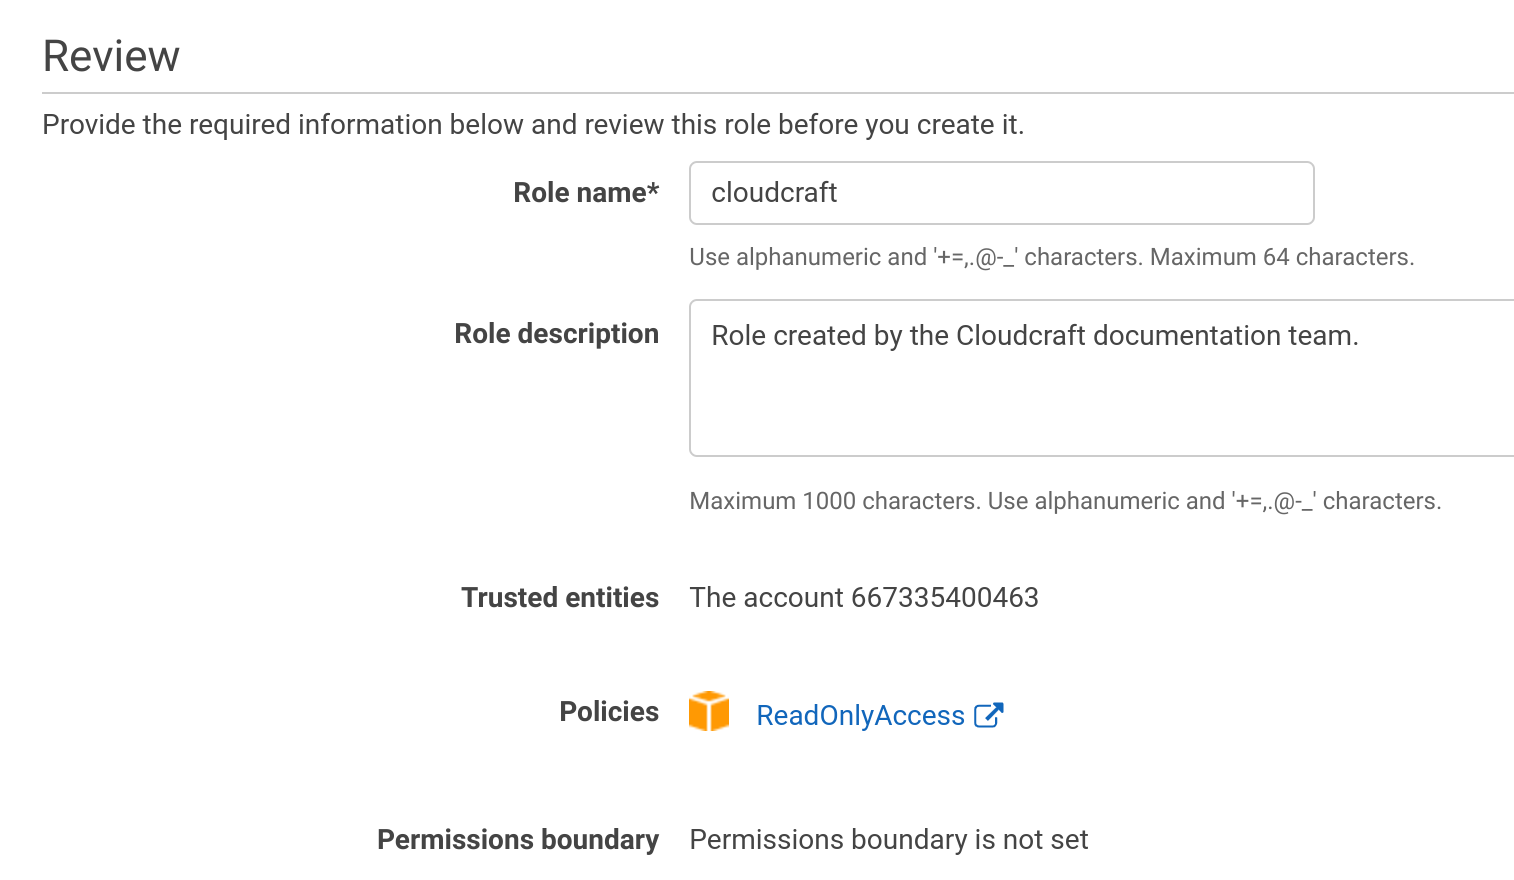 Review
Provide the required information below and review this role before you create it.
Role name* cloudcraft
Use alphanumeric and '+=,.@-_' characters. Maximum 64 characters.
Role description Role created by the Cloudcraft documentation team.
Maximum 1000 characters. Use alphanumeric and '+=,.@-_' characters.
Trusted entities The account 667335400463
Policies ReadOnlyAccess
Permissions boundary Permissions boundary is not set